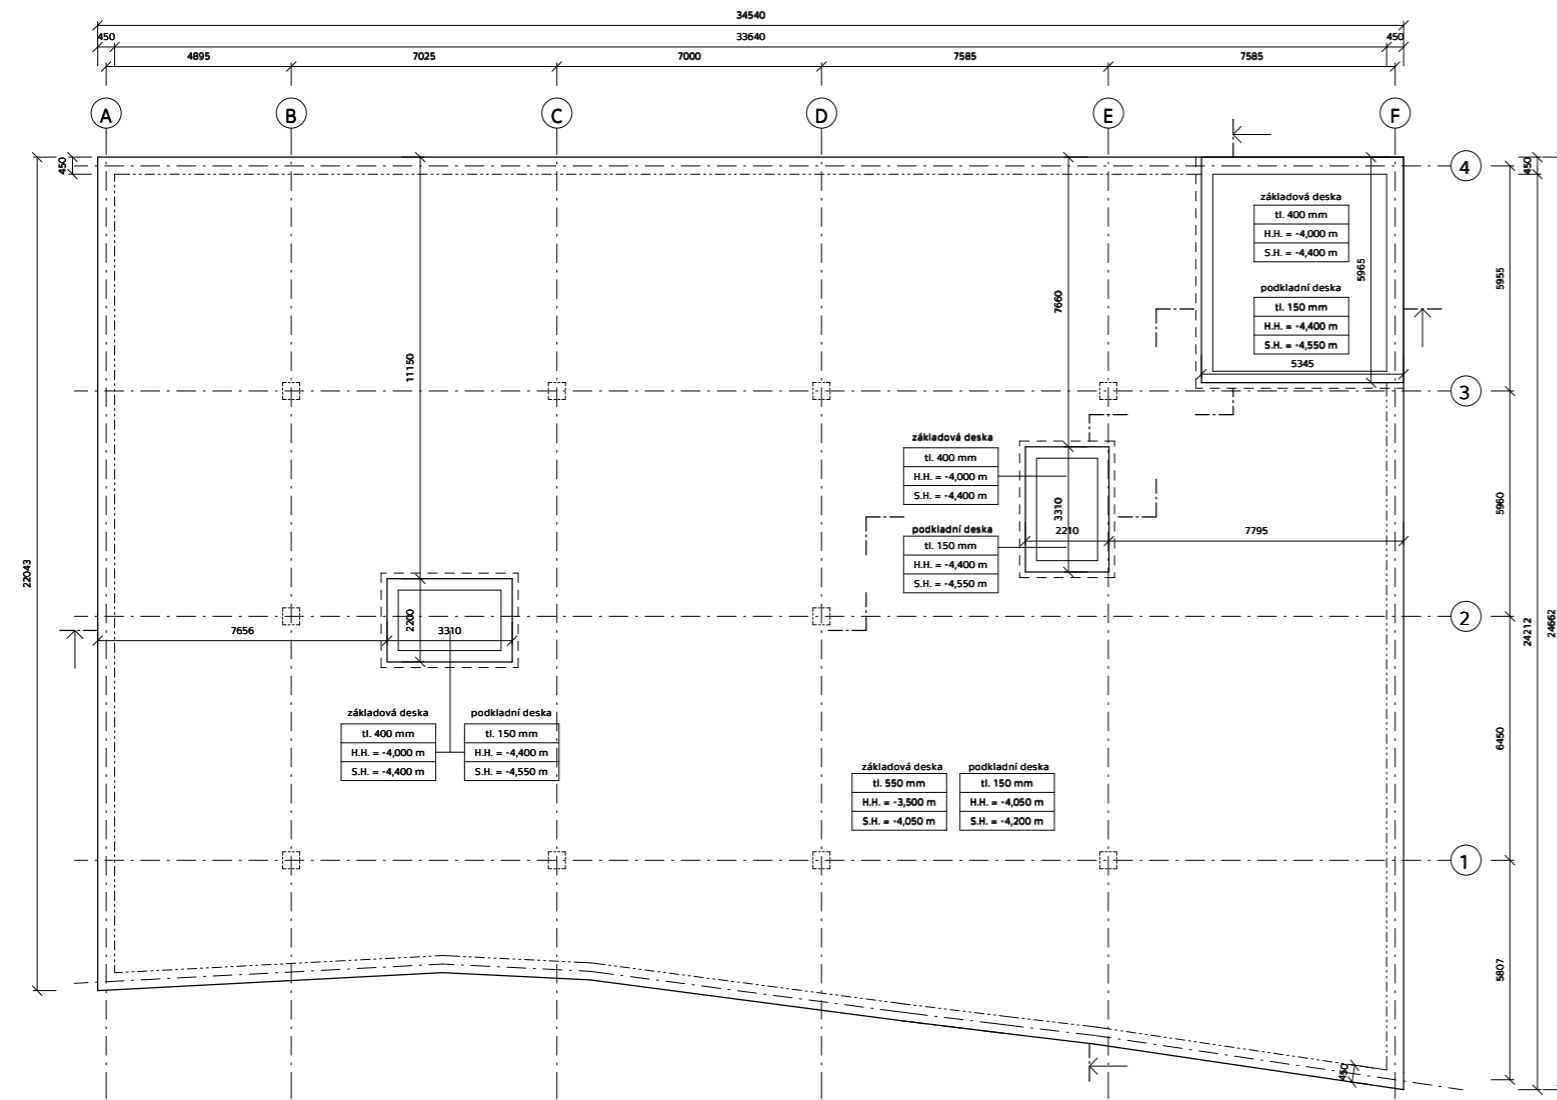 34540
450 33640 450
4895 7025 7000 7585 7585
A B C D E F
450
450
4
základová deska
tl. 400 mm
H.H. = -4,000 m
S.H. = -4,400 m
5965
5955
podkladní deska
tl. 150 mm
H.H. = -4,400 m
S.H. = -4,550 m
5345
7660
11150
3
základová deska
tl. 400 mm
H.H. = -4,000 m
S.H. = -4,400 m
podkladní deska
tl. 150 mm
H.H. = -4,400 m
S.H. = -4,550 m
3310
2210 7795
5960
22043
2
2200
7656 3310
24212
24662
základová deska
tl. 400 mm
H.H. = -4,000 m
S.H. = -4,400 m
podkladní deska
tl. 150 mm
H.H. = -4,400 m
S.H. = -4,550 m
6450
základová deska
tl. 550 mm
H.H. = -3,500 m
S.H. = -4,050 m
podkladní deska
tl. 150 mm
H.H. = -4,050 m
S.H. = -4,200 m
1
5807
450